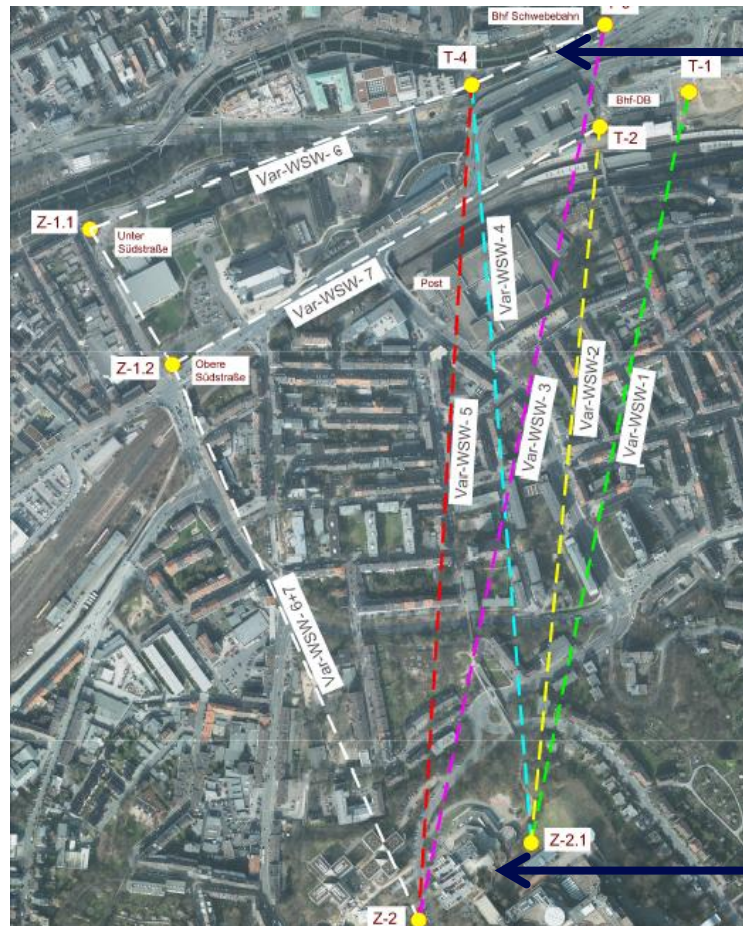 Bhf Schwebebahn
T-4
T-1
Bhf-DB
T-2
Var-WSW- 6
Z-1.1
Unter
Südstraße
Var-WSW- 7
Post
Var-WSW- 4
Z-1.2
Obere
Südstraße
Var-WSW- 5
Var-WSW- 3
Var-WSW-2
Var-WSW-1
Var-WSW- 6+7
Z-2.1
Z-2